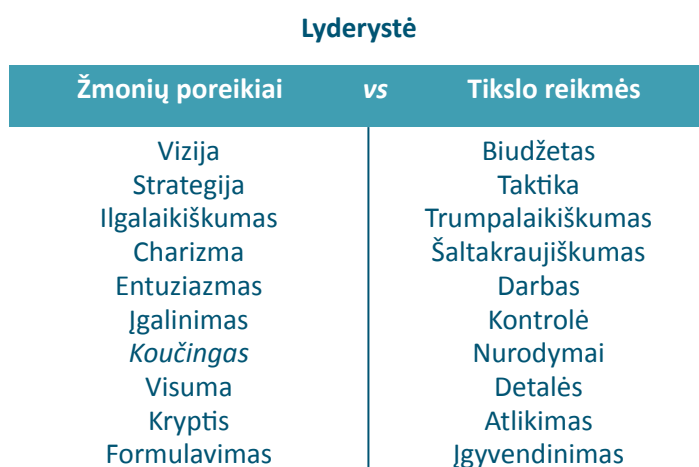 Lyderystė
Žmonių poreikiai vs Tikslo reikmės
Vizija Biudžetas
Strategija Taktika
Ilgalaikiškumas Trumpalaikiškumas
Charizma Šaltakraujiškumas
Entuziazmas Darbas
Įgalinimas Kontrolė
Koučingas Nurodymai
Visuma Detalės
Kryptis Atlikimas
Formulavimas Įgyvendinimas